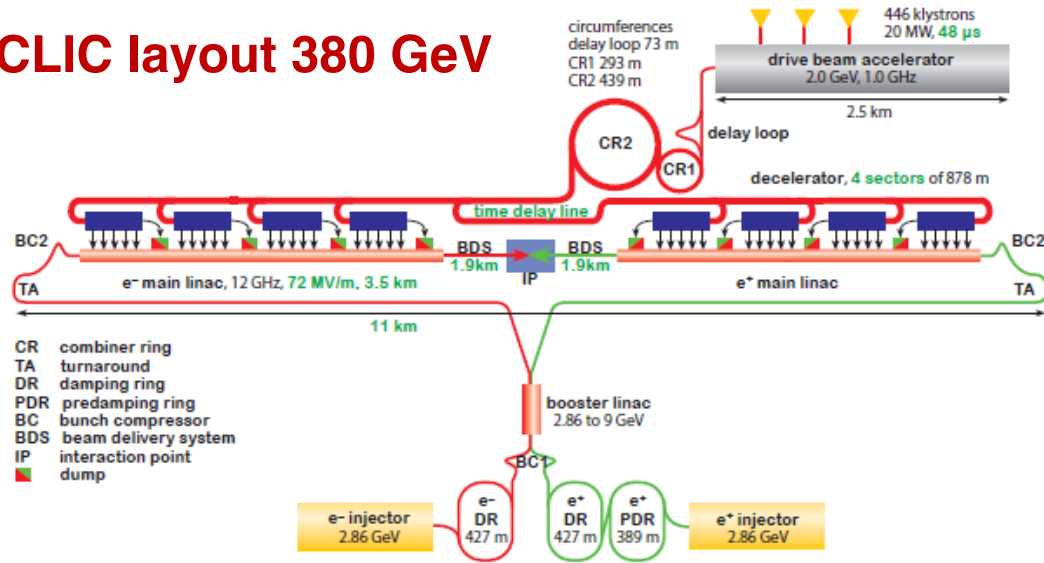 CLIC layout 380 GeV
circumferences
delay loop 73 m
CR1 293 m
CR2 439 m
446 klystrons
20 MW, 48 µs
drive beam accelerator
2.0 GeV, 1.0 GHz
2.5 km
delay loop
CR2
CR1
decelerator, 4 sectors of 878 m
time delay line
BC2
BDS
1.9km
IP
BDS
1.9km
BC2
TA
e– main linac, 12 GHz, 72 MV/m, 3.5 km
e+ main linac
TA
11 km
CR combiner ring
TA turnaround
DR damping ring
PDR predamping ring
BC bunch compressor
BDS beam delivery system
IP interaction point
dump
booster linac
2.86 to 9 GeV
BC1
e– injector
2.86 GeV
e–
DR
427 m
e+
DR
427 m
e+
PDR
389 m
e+ injector
2.86 GeV